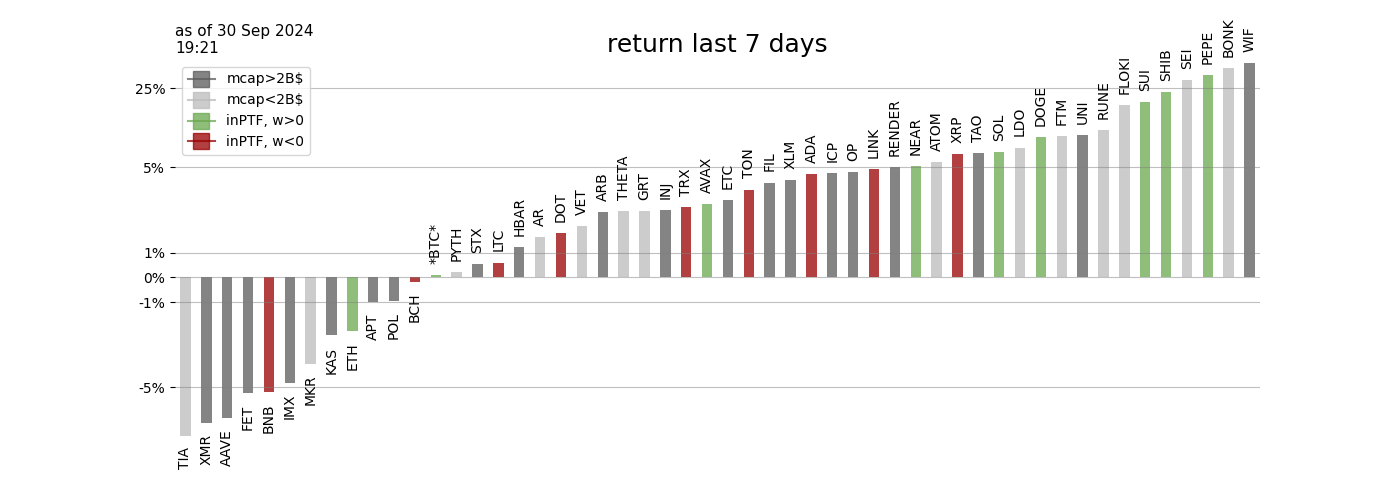 as of 30 Sep 2024
19:21
return last 7 days
mcap>2B$
mcap<2B$
inPTF, w>0
inPTF, w<0
25%
5%
1%
0%
-1%
-5%
TIA
XMR
AAVE
FET
BNB
IMX
MKR
KAS
ETH
APT
POL
BCH
*BTC*
PYTH
STX
LTC
HBAR
AR
DOT
VET
ARB
THETA
GRT
INJ
TRX
AVAX
ETC
TON
FIL
XLM
ADA
ICP
OP
LINK
RENDER
NEAR
ATOM
XRP
TAO
SOL
LDO
DOGE
FTM
UNI
RUNE
FLOKI
SUI
SHIB
SEI
PEPE
BONK
WIF